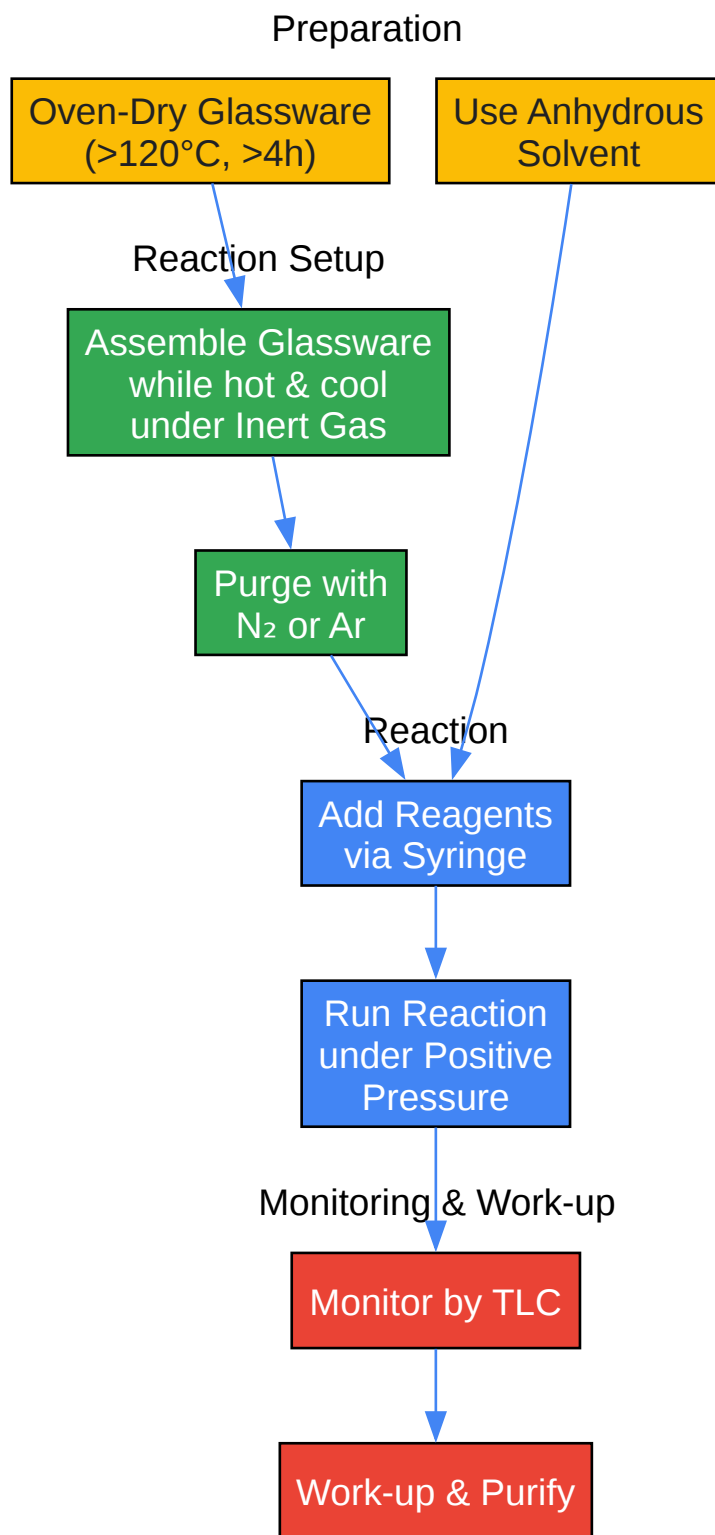 Preparation
Oven-Dry Glassware
(>120°C, >4h)
Use Anhydrous
Solvent
Reaction Setup
Assemble Glassware
while hot & cool
under Inert Gas
Purge with
N₂ or Ar
Reaction
Add Reagents
via Syringe
Run Reaction
under Positive
Pressure
Monitoring & Work-up
Monitor by TLC
Work-up & Purify